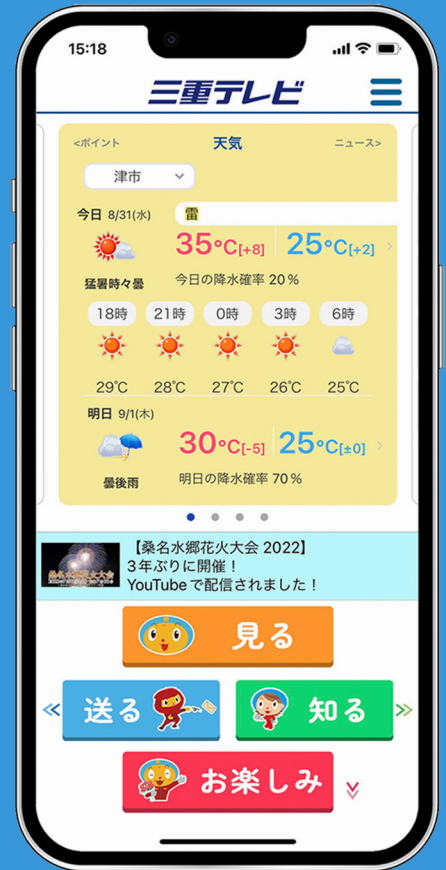 15:18
三重テレビ
<ポイント
天気
ニュース>
津市
今日 8/31(水)
雷
35°C[+8]
25°C[+2]
猛暑時々曇
今日の降水確率 20%
18時 21時 0時 3時 6時
29℃ 28℃ 27℃ 26℃ 25℃
明日 9/1(木)
30°C[-5]
25°C[±0]
曇後雨
明日の降水確率 70%
【桑名水郷花火大会 2022】
3年ぶりに開催！
YouTubeで配信されました！
見る
送る
知る
お楽しみ